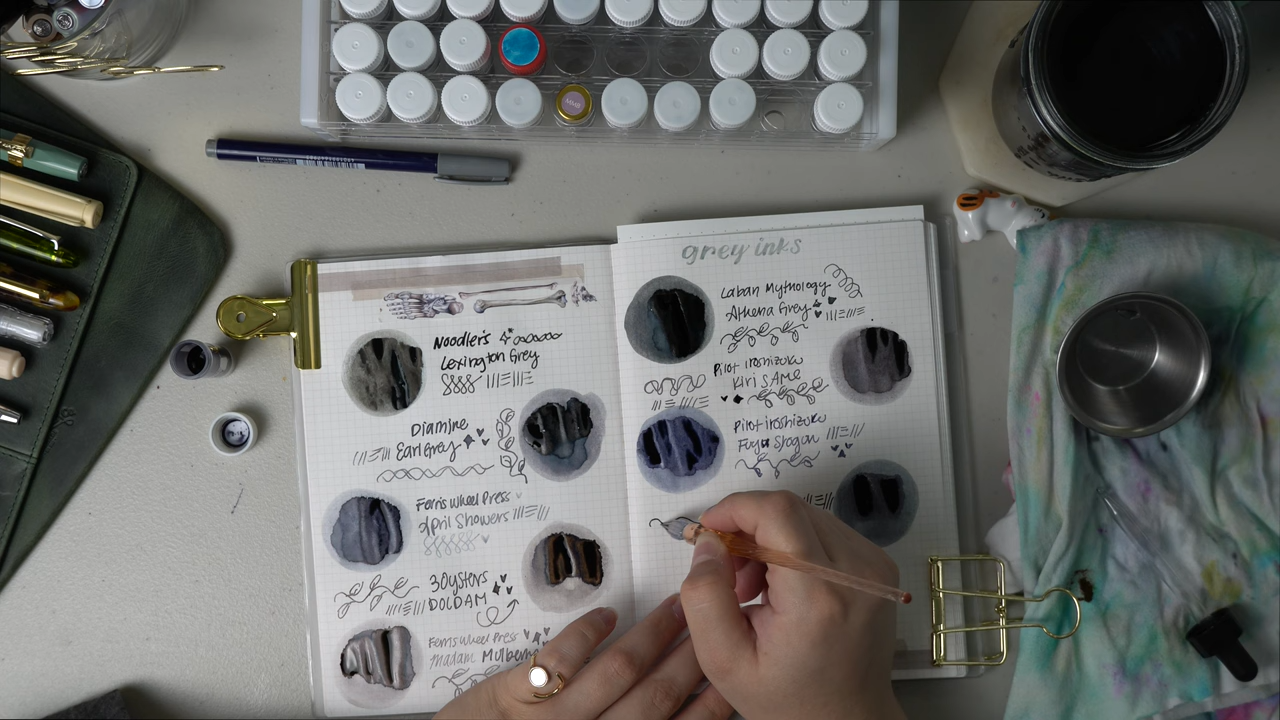 Noodler's
Lexington Grey
Diamine
Earl Grey
Ferris Wheel Press
April Showers
3 Oysters
DOLDAM
Ferris Wheel Press
Madam Mulberry
grey inks
Laban Mythology
Athena Grey
Pilot iroshizuku
Kiri SAME
Pilot iroshizuku
Fuyu Shogun